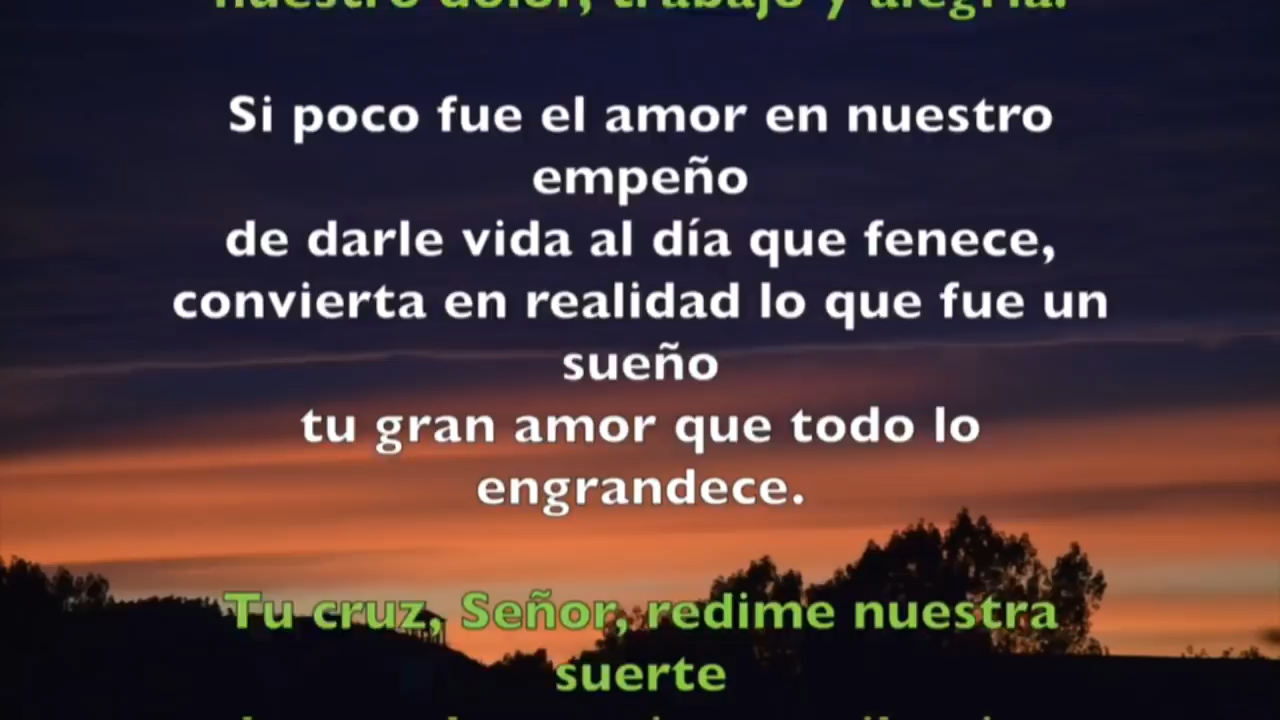 nuestro dolor, trabajo y alegría.
Si poco fue el amor en nuestro
empeño
de darle vida al día que fenece,
convierta en realidad lo que fue un
sueño
tu gran amor que todo lo
engrandece.
Tu cruz, Señor, redime nuestra
suerte